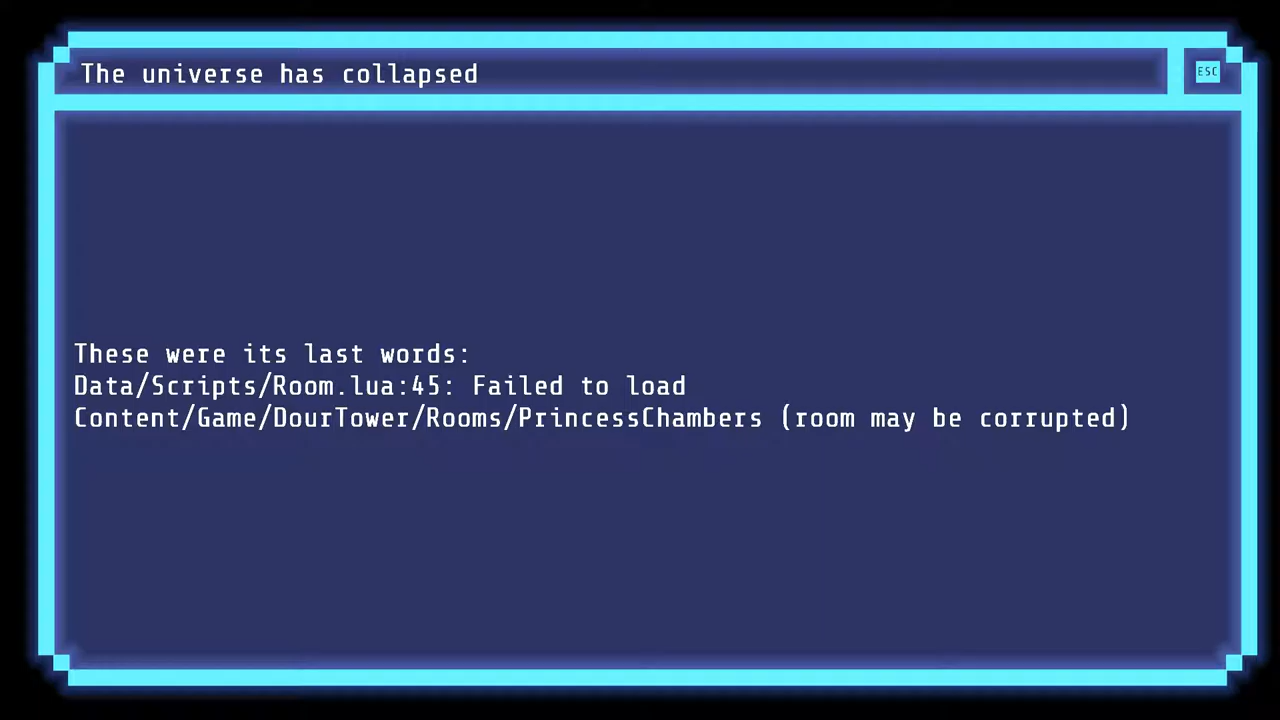 The universe has collapsed
ESC
These were its last words:
Data/Scripts/Room.lua:45: Failed to load
Content/Game/DourTower/Rooms/PrincessChambers (room may be corrupted)